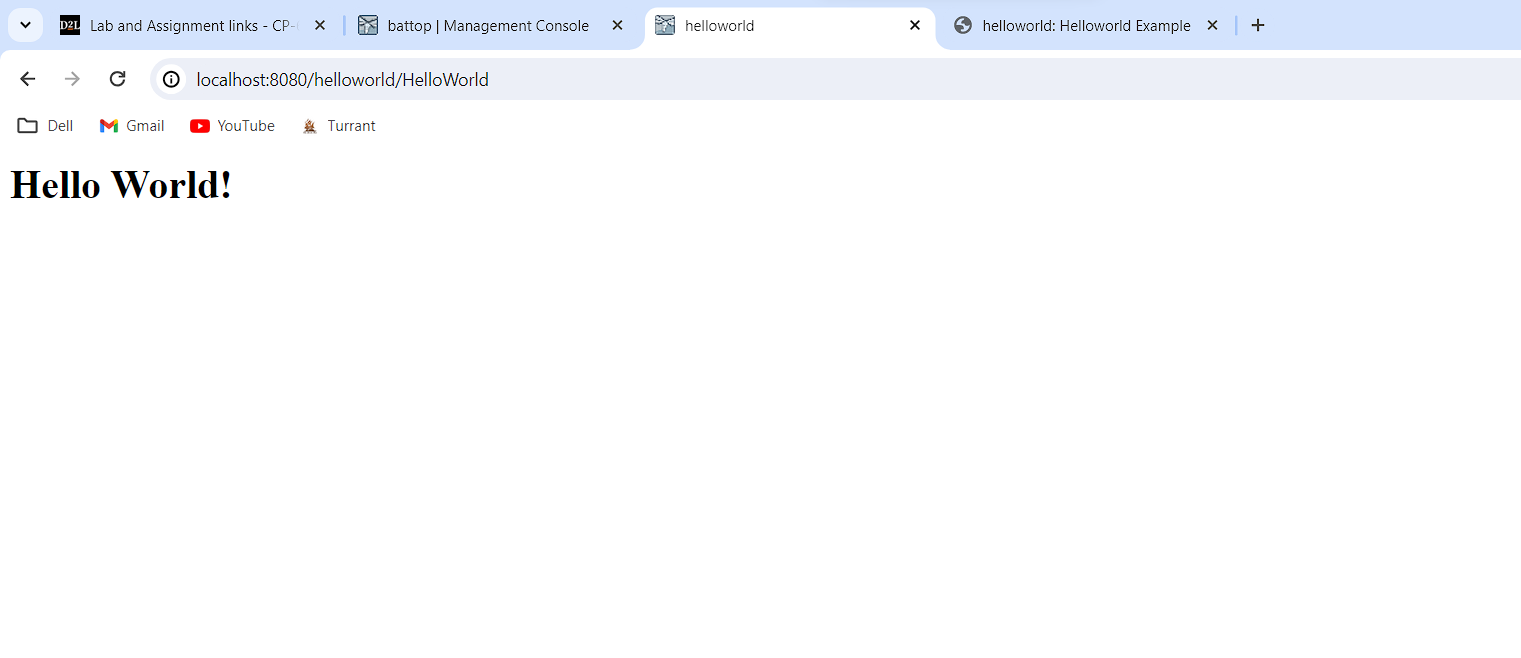 D2L Lab and Assignment links - CP-
battop | Management Console
helloworld
helloworld: Helloworld Example
localhost:8080/helloworld/HelloWorld
Dell Gmail YouTube Turrant
Hello World!